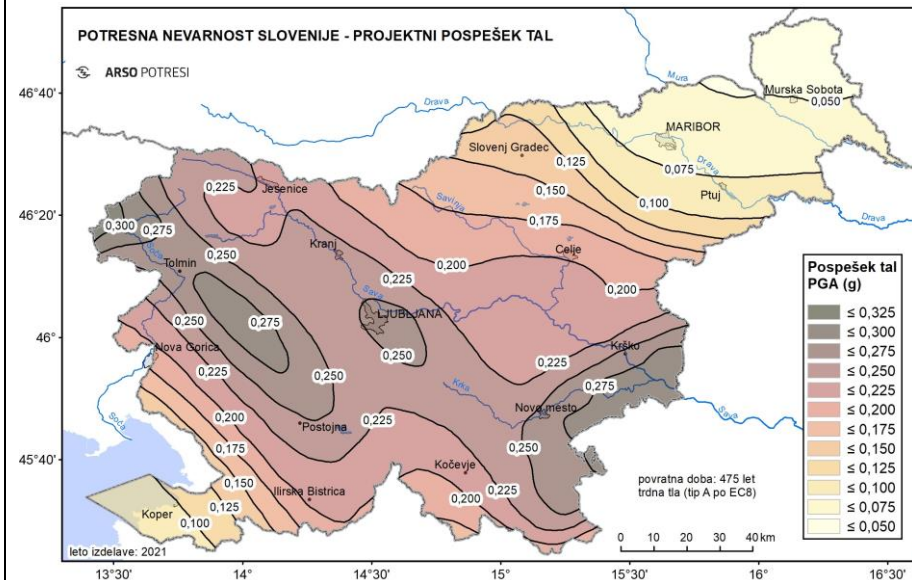 POTRESNA NEVARNOST SLOVENIJE - PROJEKTNI POSPEŠEK TAL
ARSO POTRESI
46°40'
46°20'
46°
45°40'
Mura
Murska Sobota
0,050
Drava
MARIBOR
Slovenj Gradec
0,125
Drava
0,075
Ptuj
0,150
0,100
0,225
Jesenice
Savinja
0,175
Drava
0,300
0,275
Soča
Kranj
Celje
0,250
0,225
0,200
Tolmin
Sava
0,200
0,250
0,275
LJUBLJANA
Nova Gorica
0,250
0,225
Krško
0,225
0,250
Krka
0,275
Soča
Novo mesto
Sava
0,200
Postojna
0,225
0,250
0,175
Kočevje
0,150
Ilirska Bistrica
0,200
0,225
Koper
0,125
0,100
povratna doba: 475 let
trdna tla (tip A po EC8)
0 10 20 40 km
leto izdelave: 2021
Pospešek tal
PGA (g)
≤ 0,325
≤ 0,300
≤ 0,275
≤ 0,250
≤ 0,225
≤ 0,200
≤ 0,175
≤ 0,150
≤ 0,125
≤ 0,100
≤ 0,075
≤ 0,050
13°30' 14° 14°30' 15° 15°30' 16° 16°30'